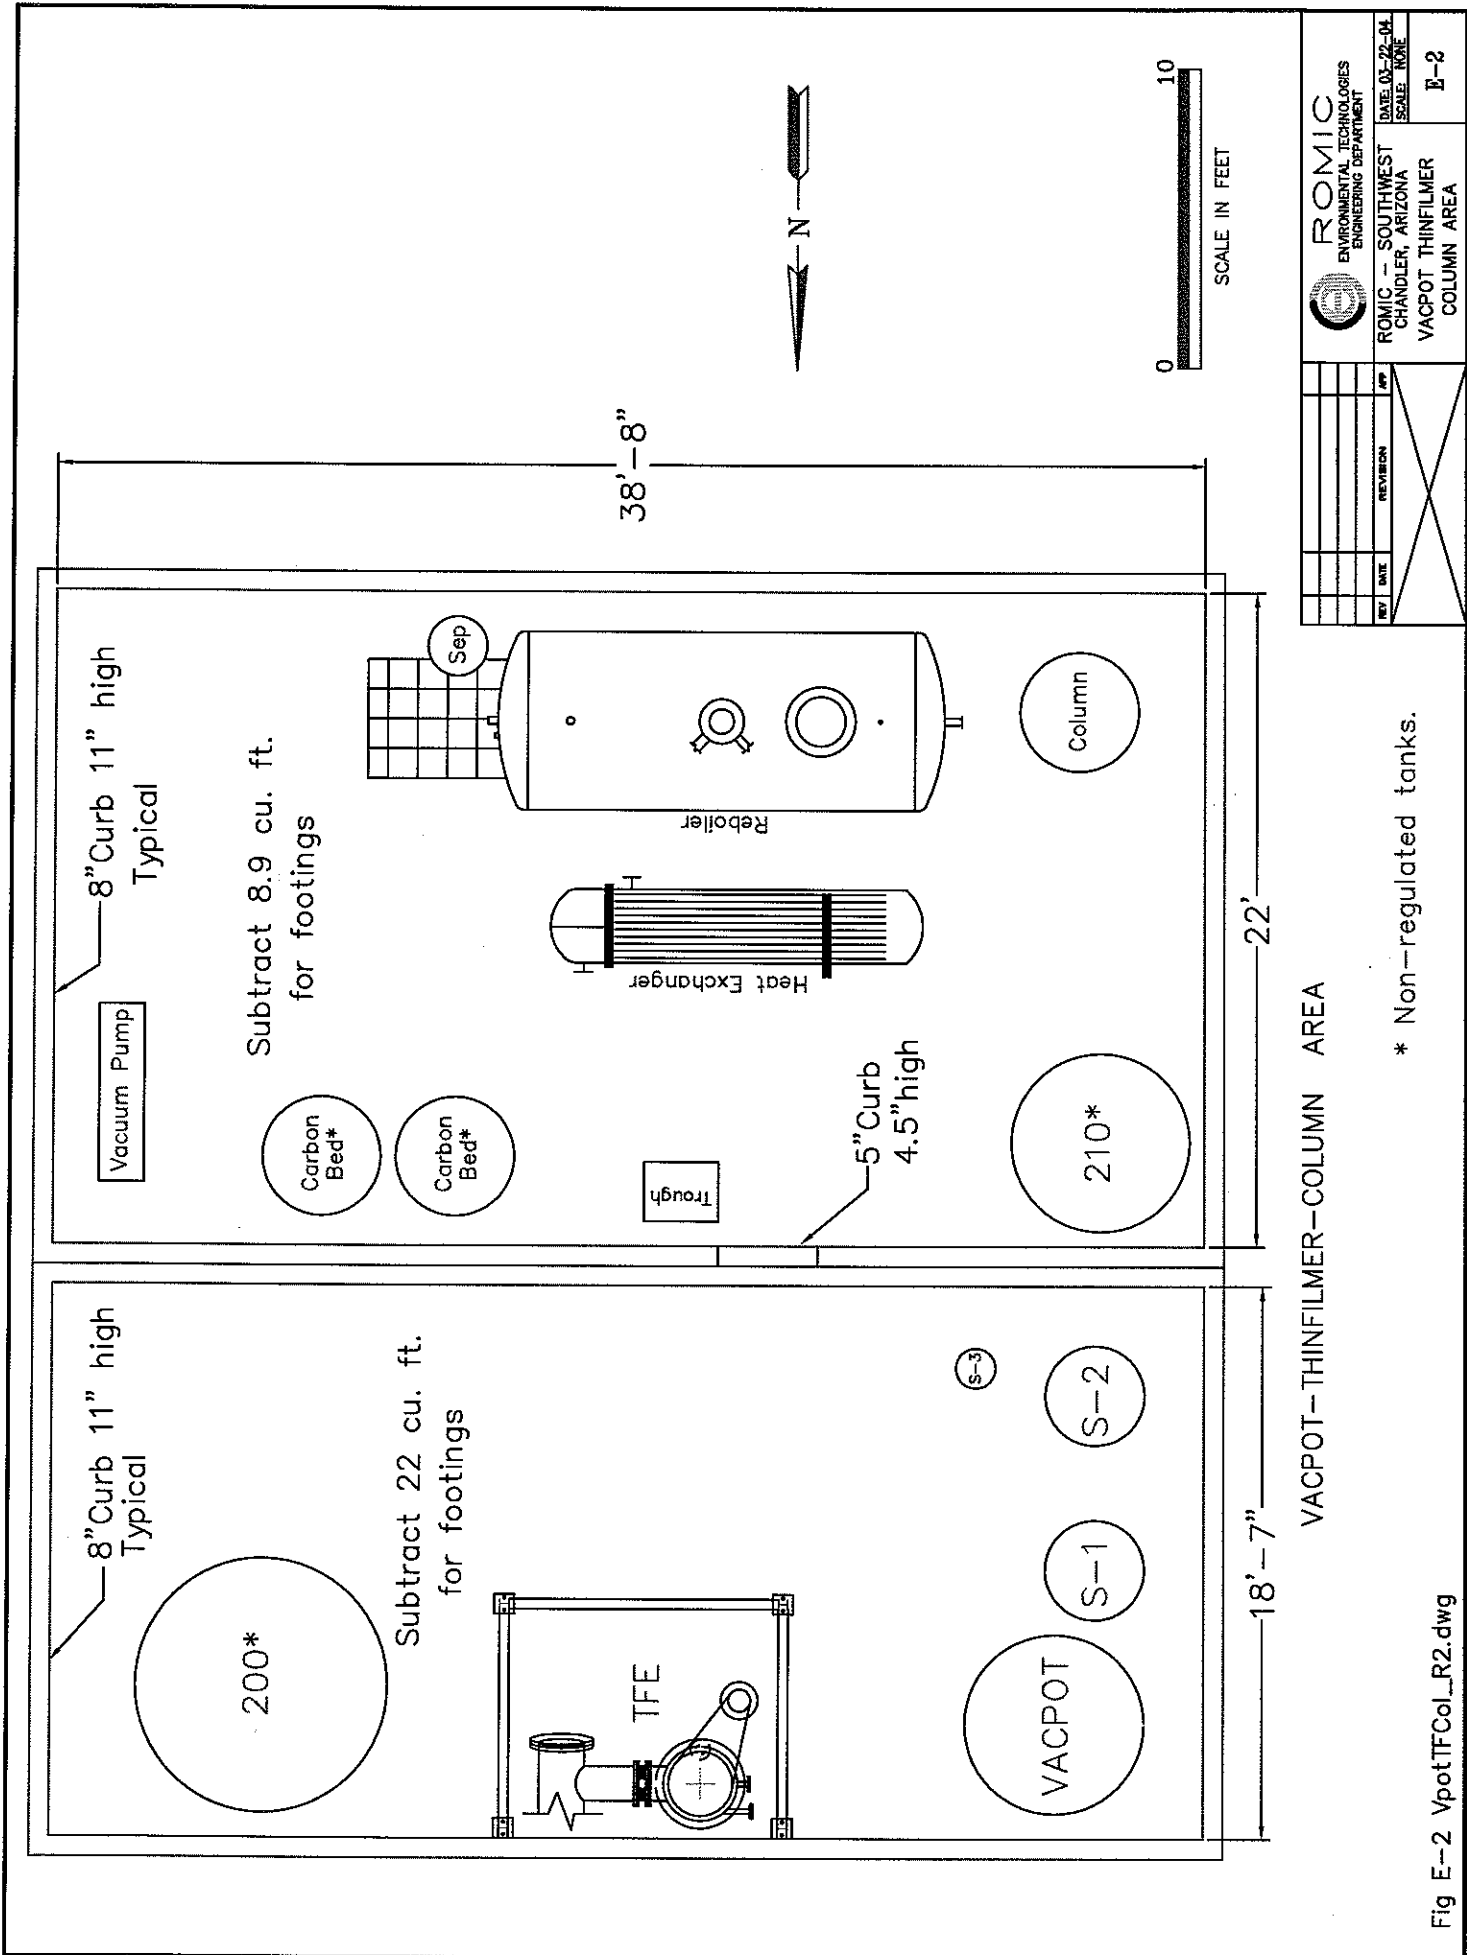 8"Curb 11" high
Typical
200*
Subtract 22 cu. ft.
for footings
TFE
VACPOT
S-1
S-2
S-3
18'-7"
8"Curb 11" high
Typical
Vacuum Pump
Subtract 8.9 cu. ft.
for footings
Carbon
Bed*
Carbon
Bed*
Trough
5"Curb
4.5"high
210*
Heat Exchanger
Reboiler
Sep
Column
22'
38'-8"
N
0
10
SCALE IN FEET
VACPOT-THINFILMER-COLUMN AREA
* Non-regulated tanks.
Fig E-2 VpotTFCol_R2.dwg
REV DATE REVISION APP
ROMIC
ENVIRONMENTAL TECHNOLOGIES
ENGINEERING DEPARTMENT
ROMIC - SOUTHWEST
CHANDLER, ARIZONA
DATE: 03-22-04
SCALE: NONE
VACPOT THINFILMER
COLUMN AREA
E-2